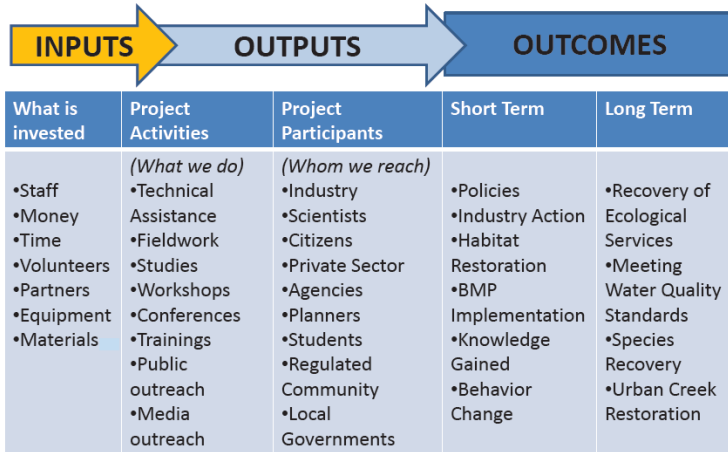 INPUTS
OUTPUTS
OUTCOMES
What is
invested
Project
Activities
Project
Participants
Short Term
Long Term
•Staff
•Money
•Time
•Volunteers
•Partners
•Equipment
•Materials
(What we do)
•Technical
Assistance
•Fieldwork
•Studies
•Workshops
•Conferences
•Trainings
•Public
outreach
•Media
outreach
(Whom we reach)
•Industry
•Scientists
•Citizens
•Private Sector
•Agencies
•Planners
•Students
•Regulated
Community
•Local
Governments
•Policies
•Industry Action
•Habitat
Restoration
•BMP
Implementation
•Knowledge
Gained
•Behavior
Change
•Recovery of
Ecological
Services
•Meeting
Water Quality
Standards
•Species
Recovery
•Urban Creek
Restoration